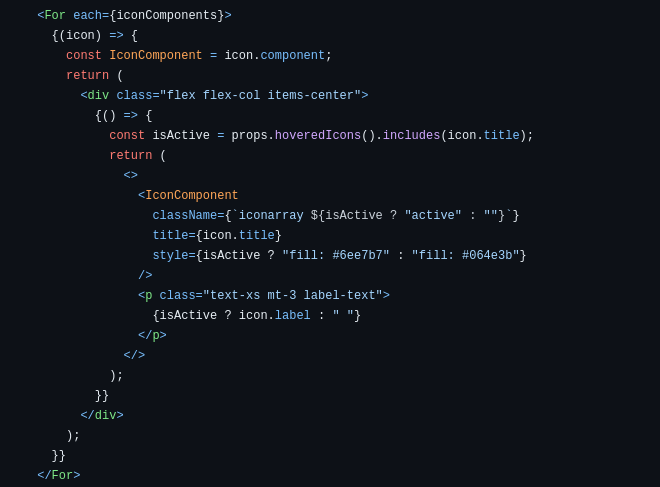 <For each={iconComponents}>
{(icon) => {
const IconComponent = icon.component;
return (
<div class="flex flex-col items-center">
{() => {
const isActive = props.hoveredIcons().includes(icon.title);
return (
<>
<IconComponent
className={`iconarray ${isActive ? "active" : ""}`}
title={icon.title}
style={isActive ? "fill: #6ee7b7" : "fill: #064e3b"}
/>
<p class="text-xs mt-3 label-text">
{isActive ? icon.label : " "}
</p>
</>
);
}}
</div>
);
}}
</For>